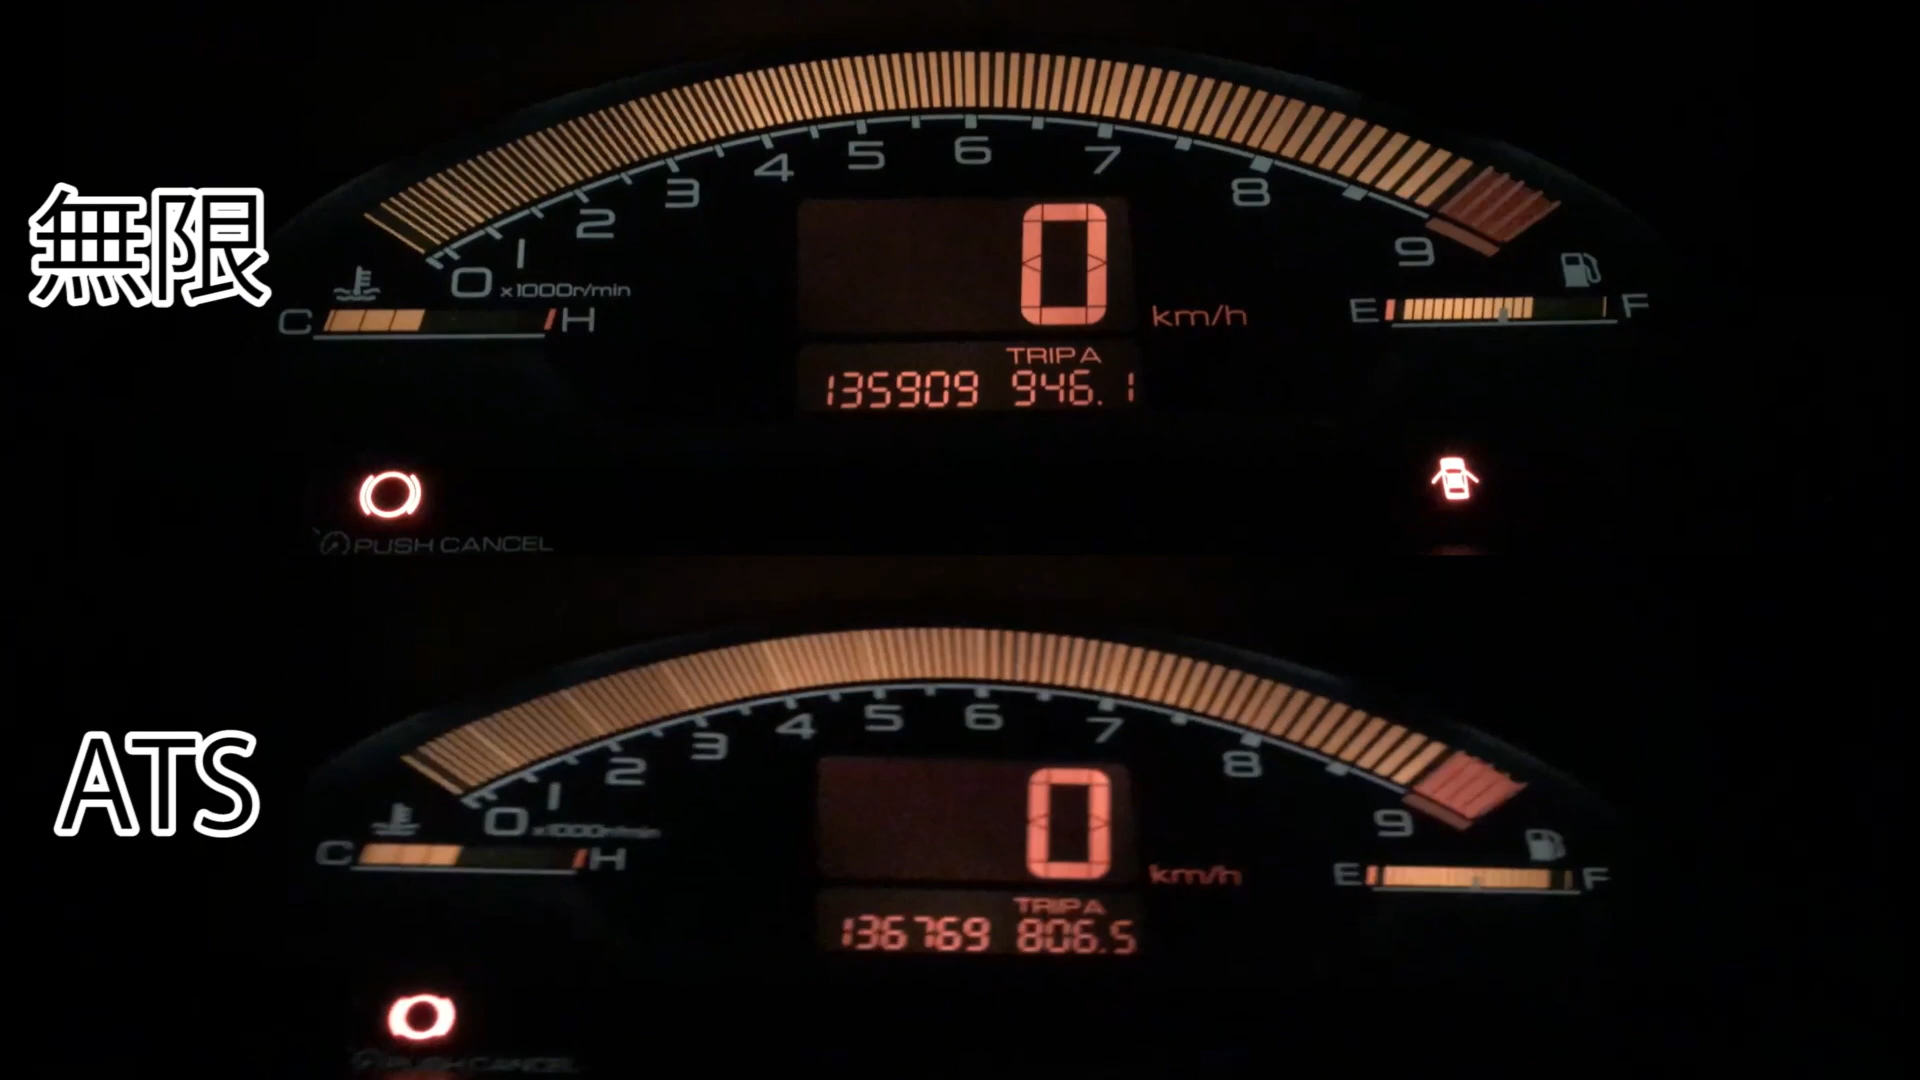 無限
0 1 2 3 4 5 6 7 8 9
x1000r/min
C H
0 km/h
E F
TRIP A
135909 946.1
PUSH CANCEL
ATS
0 1 2 3 4 5 6 7 8 9
x1000r/min
C H
0 km/h
E F
TRIP A
136769 806.5
PUSH CANCEL